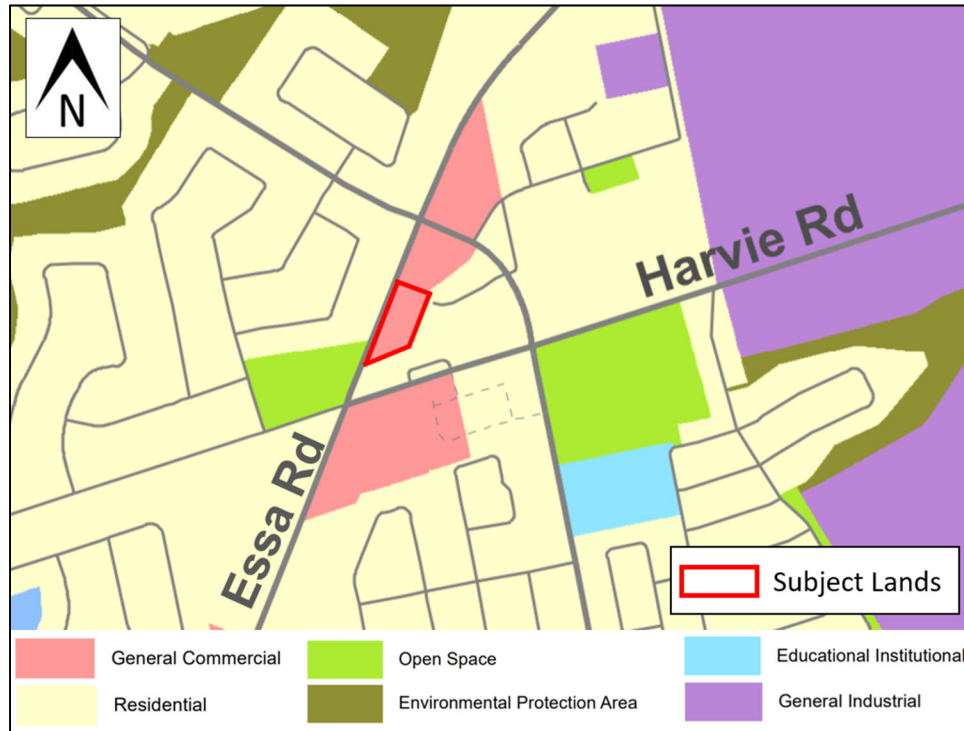 N
Harvie Rd
Essa Rd
Subject Lands
General Commercial
Open Space
Educational Institutional
Residential
Environmental Protection Area
General Industrial